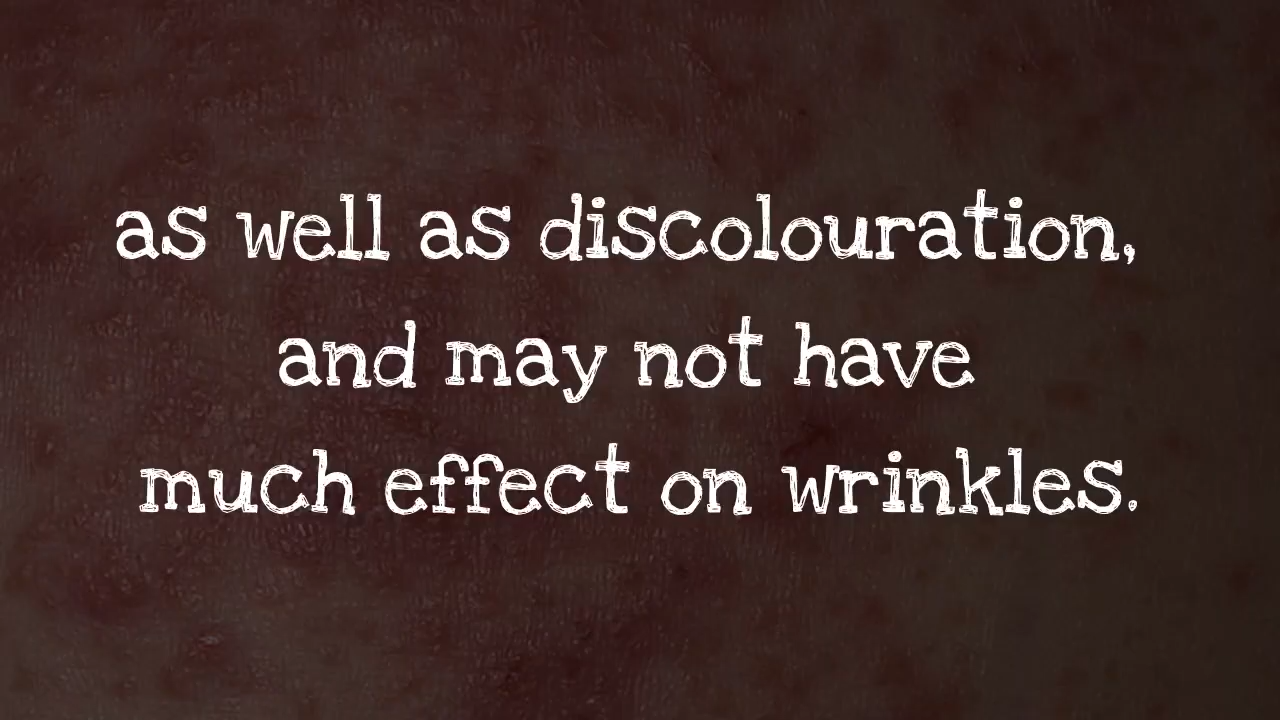 as well as discolouration,
and may not have
much effect on wrinkles.